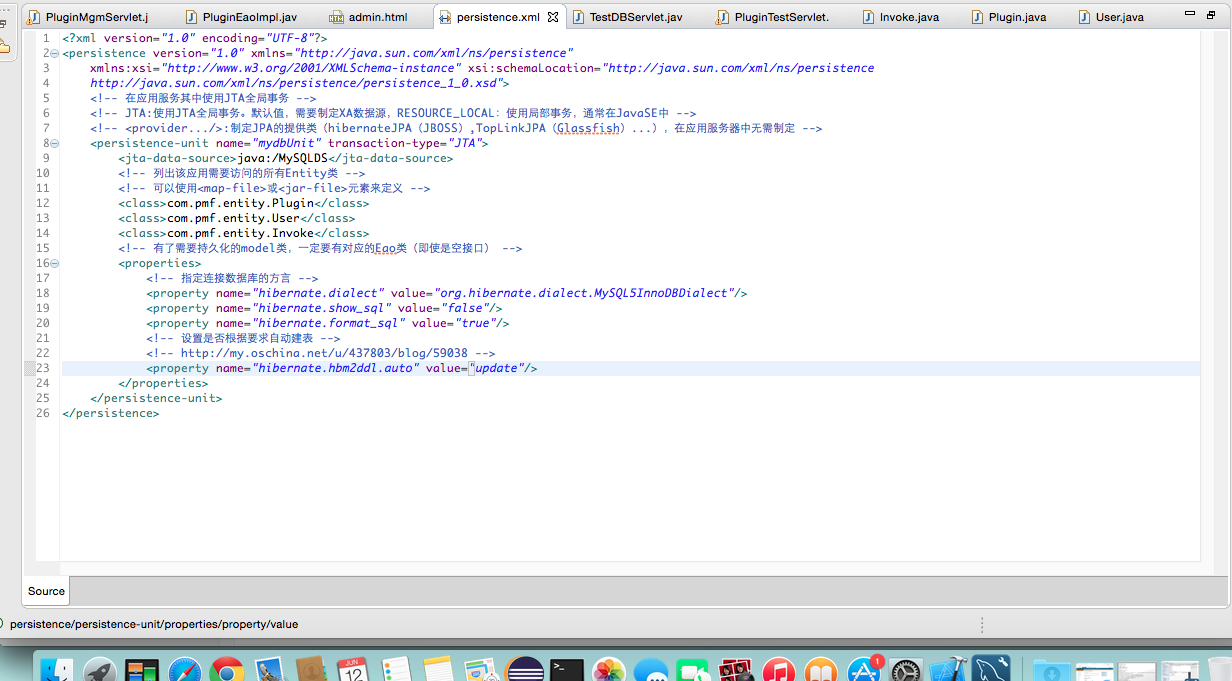 PluginMgmServlet.j
PluginEaoImpl.jav
admin.html
persistence.xml
TestDBServlet.jav
PluginTestServlet.
Invoke.java
Plugin.java
User.java
1 <?xml version="1.0" encoding="UTF-8"?>
2 <persistence version="1.0" xmlns="http://java.sun.com/xml/ns/persistence"
3 xmlns:xsi="http://www.w3.org/2001/XMLSchema-instance" xsi:schemaLocation="http://java.sun.com/xml/ns/persistence
4 http://java.sun.com/xml/ns/persistence/persistence_1_0.xsd">
5 <!-- 在应用服务其中使用JTA全局事务 -->
6 <!-- JTA:使用JTA全局事务。默认值，需要制定XA数据源，RESOURCE_LOCAL：使用局部事务，通常在JavaSE中 -->
7 <!-- <provider.../>:制定JPA的提供类（hibernateJPA（JBOSS）,TopLinkJPA（Glassfish）...），在应用服务器中无需制定 -->
8 <persistence-unit name="mydbUnit" transaction-type="JTA">
9 <jta-data-source>java:/MySQLDS</jta-data-source>
10 <!-- 列出该应用需要访问的所有Entity类 -->
11 <!-- 可以使用<map-file>或<jar-file>元素来定义 -->
12 <class>com.pmf.entity.Plugin</class>
13 <class>com.pmf.entity.User</class>
14 <class>com.pmf.entity.Invoke</class>
15 <!-- 有了需要持久化的model类，一定要有对应的Eao类（即使是空接口） -->
16 <properties>
17 <!-- 指定连接数据库的方言 -->
18 <property name="hibernate.dialect" value="org.hibernate.dialect.MySQL5InnoDBDialect"/>
19 <property name="hibernate.show_sql" value="false"/>
20 <property name="hibernate.format_sql" value="true"/>
21 <!-- 设置是否根据要求自动建表 -->
22 <!-- http://my.oschina.net/u/437803/blog/59038 -->
23 <property name="hibernate.hbm2ddl.auto" value="update"/>
24 </properties>
25 </persistence-unit>
26 </persistence>
Source
persistence/persistence-unit/properties/property/value
JUN
12
>_
1